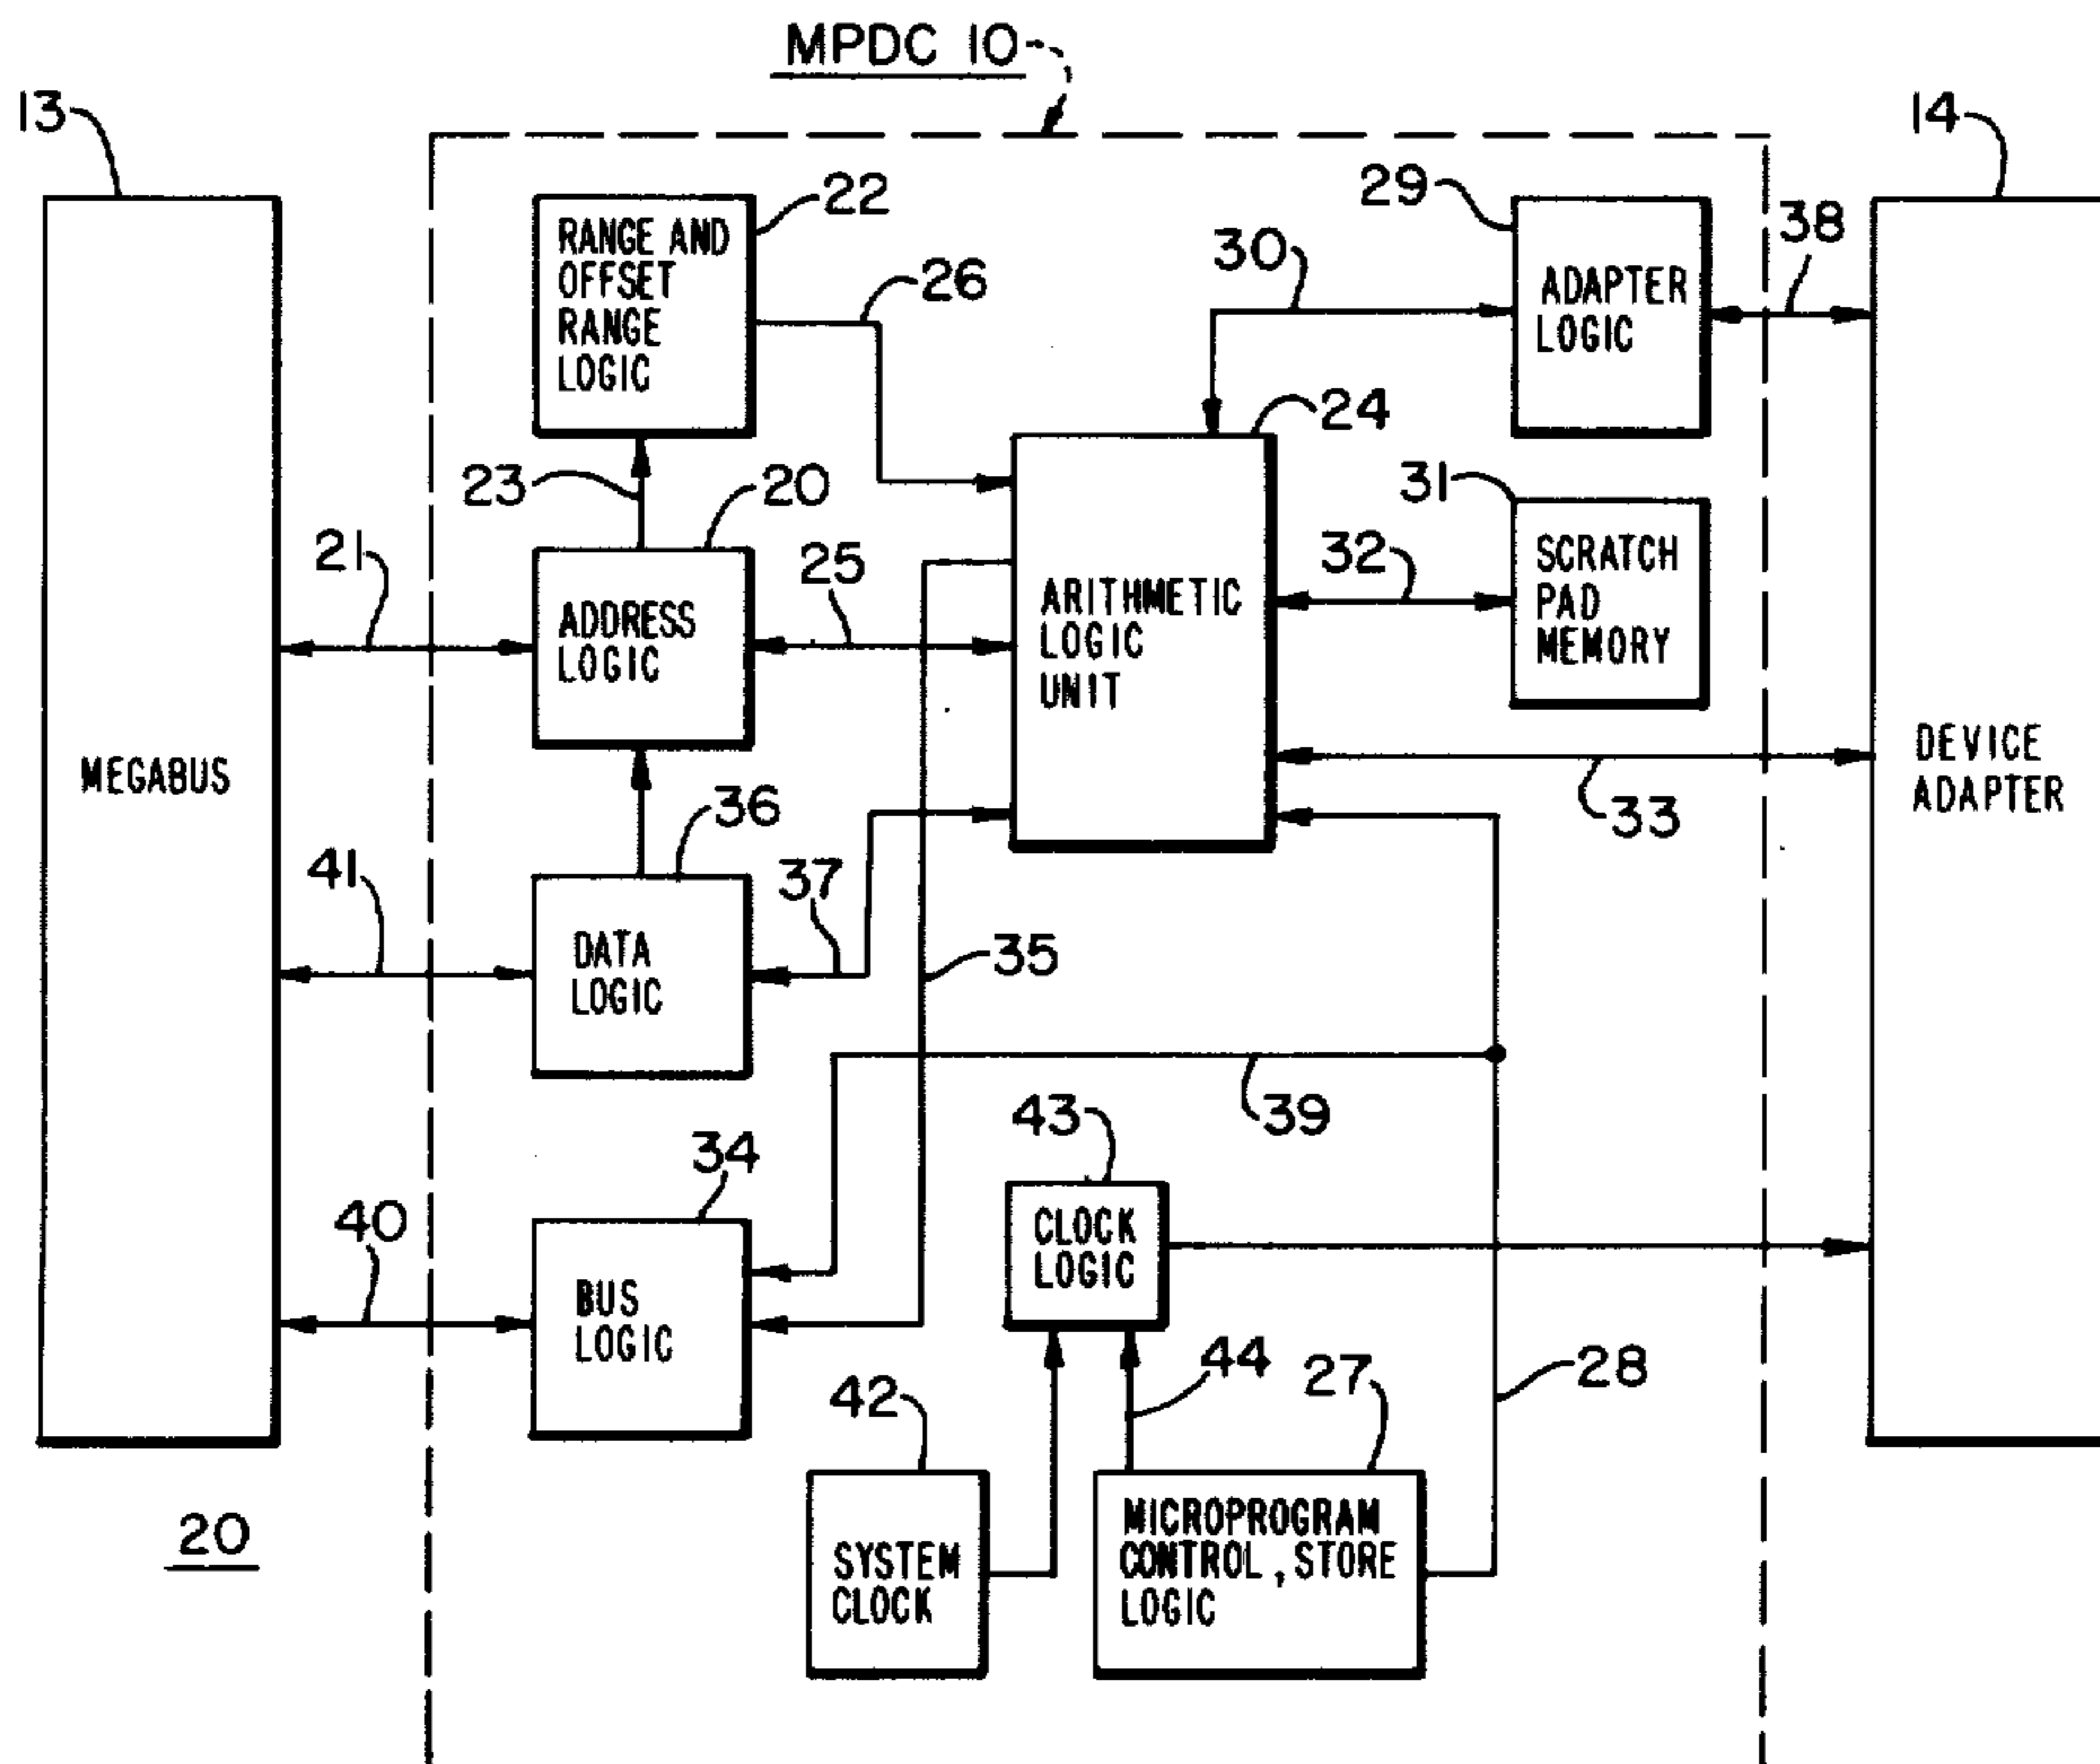 MPDC 10
13
14
22
29
38
RANGE AND
OFFSET
RANGE
LOGIC
26
30
ADAPTER
LOGIC
24
23
20
31
21
25
32
SCRATCH
PAD
MEMORY
ADDRESS
LOGIC
ARITHMETIC
LOGIC
UNIT
MEGABUS
DEVICE
ADAPTER
36
33
41
37
35
DATA
LOGIC
39
43
34
40
CLOCK
LOGIC
BUS
LOGIC
44
27
28
42
20
SYSTEM
CLOCK
MICROPROGRAM
CONTROL, STORE
LOGIC